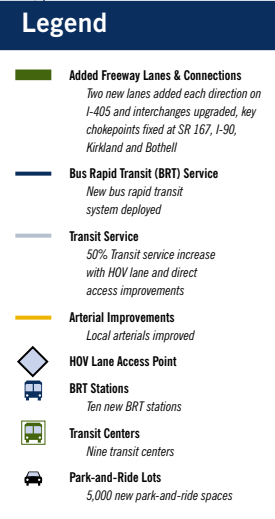 Legend
Added Freeway Lanes & Connections
Two new lanes added each direction on
I-405 and interchanges upgraded, key
chokepoints fixed at SR 167, I-90,
Kirkland and Bothell
Bus Rapid Transit (BRT) Service
New bus rapid transit
system deployed
Transit Service
50% Transit service increase
with HOV lane and direct
access improvements
Arterial Improvements
Local arterials improved
HOV Lane Access Point
BRT Stations
Ten new BRT stations
Transit Centers
Nine transit centers
Park-and-Ride Lots
5,000 new park-and-ride spaces